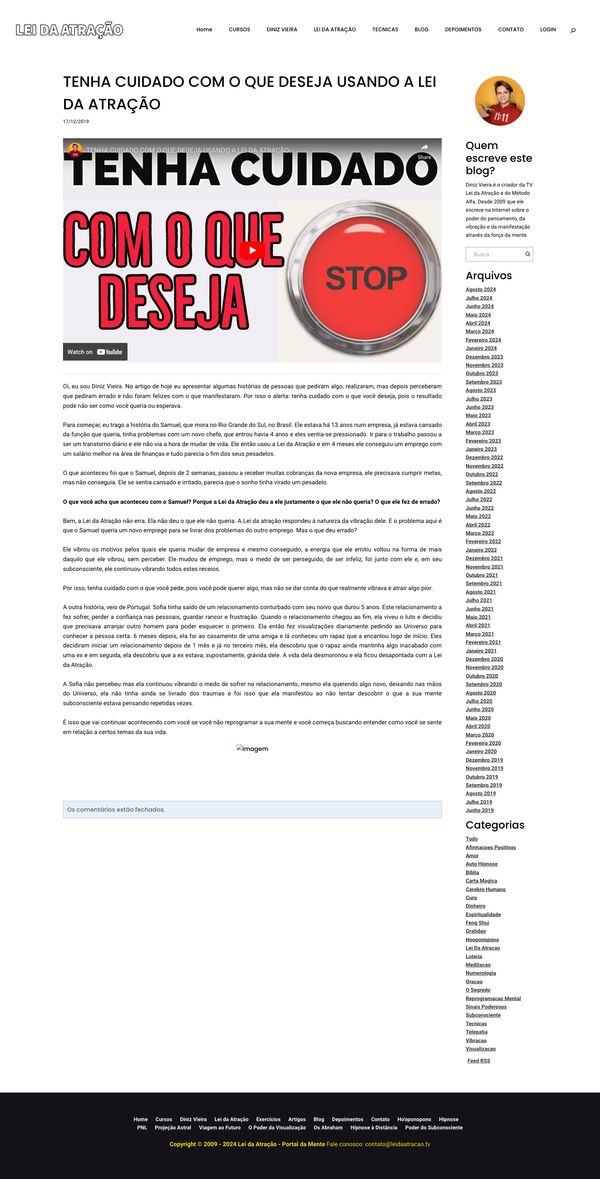 LEI DA ATRAÇÃO
Home CURSOS DINIZ VIEIRA LEI DA ATRAÇÃO TECNICAS BLOG DEPOIMENTOS CONTATO LOGIN
TENHA CUIDADO COM O QUE DESEJA USANDO A LEI
DA ATRAÇÃO
17/12/2019
TENHA CUIDADO COM O QUE DESEJA USANDO A LEI DA ATRAÇÃO
Share
TENHA CUIDADO
COM O QUE
DESEJA
STOP
Watch on YouTube
Oi, eu sou Diniz Vieira. No artigo de hoje eu apresentar algumas histórias de pessoas que pediram algo, realizaram, mas depois perceberam
que pediram errado e não foram felizes com o que manifestaram. Por isso o alerta: tenha cuidado com o que você deseja, pois o resultado
pode não ser como você queria ou esperava.
Para começar, eu trago a história do Samuel, que mora no Rio Grande do Sul, no Brasil. Ele estava há 13 anos num empresa, já estava cansado
da função que queria, tinha problemas com um novo chefe, que entrou havia 4 anos e eles sentia-se pressionado. Ir para o trabalho passou a
ser um transtorno diário e ele não via a hora de mudar de vida. Ele então usou a Lei da Atração e em 4 meses ele conseguiu um emprego com
um salário melhor na área de finanças e tudo parecia o fim dos seus pesadelos.
O que aconteceu foi que o Samuel, depois de 2 semanas, passou a receber muitas cobranças da nova empresa, ele precisava cumprir metas,
mas não conseguia. Ele se sentia cansado e irritado, parecia que o sonho tinha virado um pesadelo.
O que você acha que aconteceu com o Samuel? Porque a Lei da Atração deu a ele justamente o que ele não queria? O que ele fez de errado?
Bem, a Lei da Atração não erra. Ela não deu o que ele não queria. A Lei da atração respondeu à natureza da vibração dele. E o problema aqui é
que o Samuel queria um novo emprego para se livrar dos problemas do outro emprego. Mas o que deu errado?
Ele vibrou os motivos pelos quais ele queria mudar de empresa e mesmo conseguido, a energia que ele emitiu voltou na forma de mais
daquilo que ele vibrou, sem perceber. Ele mudou de emprego, mas o medo de ser perseguido, de ser infeliz, foi junto com ele e, em seu
subconsciente, ele continuou vibrando todos estes receios.
Por isso, tenha cuidado com o que você pede, pois você pode querer algo, mas não se dar conta do que realmente vibrava e atrair algo pior.
A outra história, veio de Portugal. Sofia tinha saído de um relacionamento conturbado com seu noivo que durou 5 anos. Este relacionamento a
fez sofrer, perder a confiança nas pessoas, guardar rancor e frustração. Quando o relacionamento chegou ao fim, ela viveu o luto e decidiu
que precisava arranjar outro homem para poder esquecer o primeiro. Ela então fez visualizações diariamente pedindo ao Universo para
conhecer a pessoa certa. 6 meses depois, ela foi ao casamento de uma amiga e lá conheceu um rapaz que a encantou logo de início. Eles
decidiram iniciar um relacionamento depois de 1 mês e já no terceiro mês, ela descobriu que o rapaz ainda mantinha algo inacabado com
uma ex e em seguida, ela descobriu que a ex estava, supostamente, grávida dele. A vida dela desmoronou e ela ficou desapontada com a Lei
da Atração.
A Sofia não percebeu mas ela continuou vibrando o medo de sofrer no relacionamento, mesmo ela querendo algo novo, deixando nas mãos
do Universo, ela não tinha ainda se livrado dos traumas e foi isso que ela manifestou ao não tentar descobrir o que a sua mente
subconsciente estava pensando repetidas vezes.
É isso que vai continuar acontecendo com você se você não reprogramar a sua mente e você começa buscando entender como você se sente
em relação a certos temas da sua vida.
imagem
Os comentários estão fechados.
11:11
Quem
escreve este
blog?
Diniz Vieira é o criador da TV
Lei da Atração e do Método
Alfa. Desde 2009 que ele
escreve na Internet sobre o
poder do pensamento, da
vibração e da manifestação
através da força da mente.
Busca
Arquivos
Agosto 2024
Julho 2024
Junho 2024
Maio 2024
Abril 2024
Março 2024
Fevereiro 2024
Janeiro 2024
Dezembro 2023
Novembro 2023
Outubro 2023
Setembro 2023
Agosto 2023
Julho 2023
Junho 2023
Maio 2023
Abril 2023
Março 2023
Fevereiro 2023
Janeiro 2023
Dezembro 2022
Novembro 2022
Outubro 2022
Setembro 2022
Agosto 2022
Julho 2022
Junho 2022
Maio 2022
Abril 2022
Março 2022
Fevereiro 2022
Janeiro 2022
Dezembro 2021
Novembro 2021
Outubro 2021
Setembro 2021
Agosto 2021
Julho 2021
Junho 2021
Maio 2021
Abril 2021
Março 2021
Fevereiro 2021
Janeiro 2021
Dezembro 2020
Novembro 2020
Outubro 2020
Setembro 2020
Agosto 2020
Julho 2020
Junho 2020
Maio 2020
Abril 2020
Março 2020
Fevereiro 2020
Janeiro 2020
Dezembro 2019
Novembro 2019
Outubro 2019
Setembro 2019
Agosto 2019
Julho 2019
Junho 2019
Categorias
Tudo
Afirmacoes Positivas
Amor
Auto Hipnose
Bíblia
Carta Magica
Cerebro Humano
Cura
Dinheiro
Espiritualidade
Feng Shui
Gratidao
Hooponopono
Lei Da Atracao
Loteria
Meditacao
Numerologia
Oracao
O Segredo
Reprogramacao Mental
Sinais Poderosos
Subconsciente
Tecnicas
Telepatia
Vibracao
Visualizacao
Feed RSS
Home Cursos Diniz Vieira Lei da Atração Exercícios Artigos Blog Depoimentos Contato Ho'oponopono Hipnose
PNL Projeção Astral Viagem ao Futuro O Poder da Visualização Os Abraham Hipnose à Distância Poder do Subconsciente
Copyright © 2009 - 2024 Lei da Atração - Portal da Mente Fale conosco: contato@leidaatracao.tv